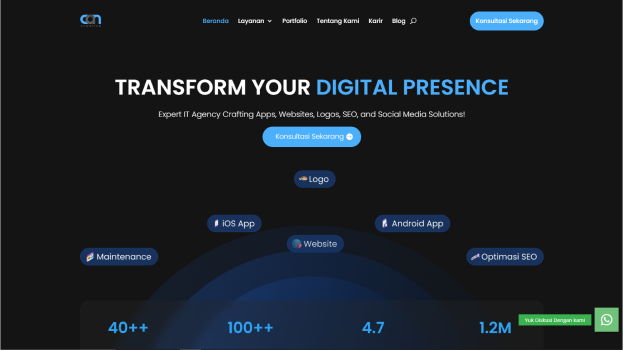 con
Beranda Layanan Portfolio Tentang Kami Karir Blog
Konsultasi Sekarang
TRANSFORM YOUR DIGITAL PRESENCE
Expert IT Agency Crafting Apps, Websites, Logos, SEO, and Social Media Solutions!
Konsultasi Sekarang
Logo
iOS App
Android App
Website
Maintenance
Optimasi SEO
40++ 100++ 4.7 1.2M
Yuk Diskusi Dengan kami